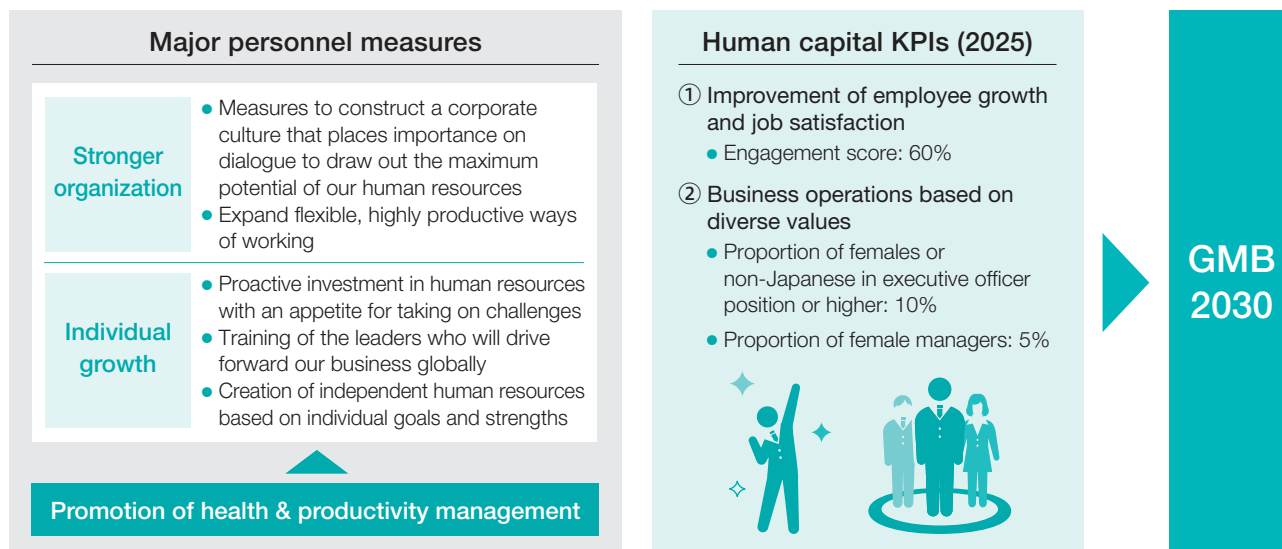 Major personnel measures
Stronger
organization
● Measures to construct a corporate
culture that places importance on
dialogue to draw out the maximum
potential of our human resources
● Expand flexible, highly productive ways
of working
Individual
growth
● Proactive investment in human resources
with an appetite for taking on challenges
● Training of the leaders who will drive
forward our business globally
● Creation of independent human resources
based on individual goals and strengths
Promotion of health & productivity management
Human capital KPIs (2025)
① Improvement of employee growth
and job satisfaction
● Engagement score: 60%
② Business operations based on
diverse values
● Proportion of females or
non-Japanese in executive officer
position or higher: 10%
● Proportion of female managers: 5%
GMB
2030